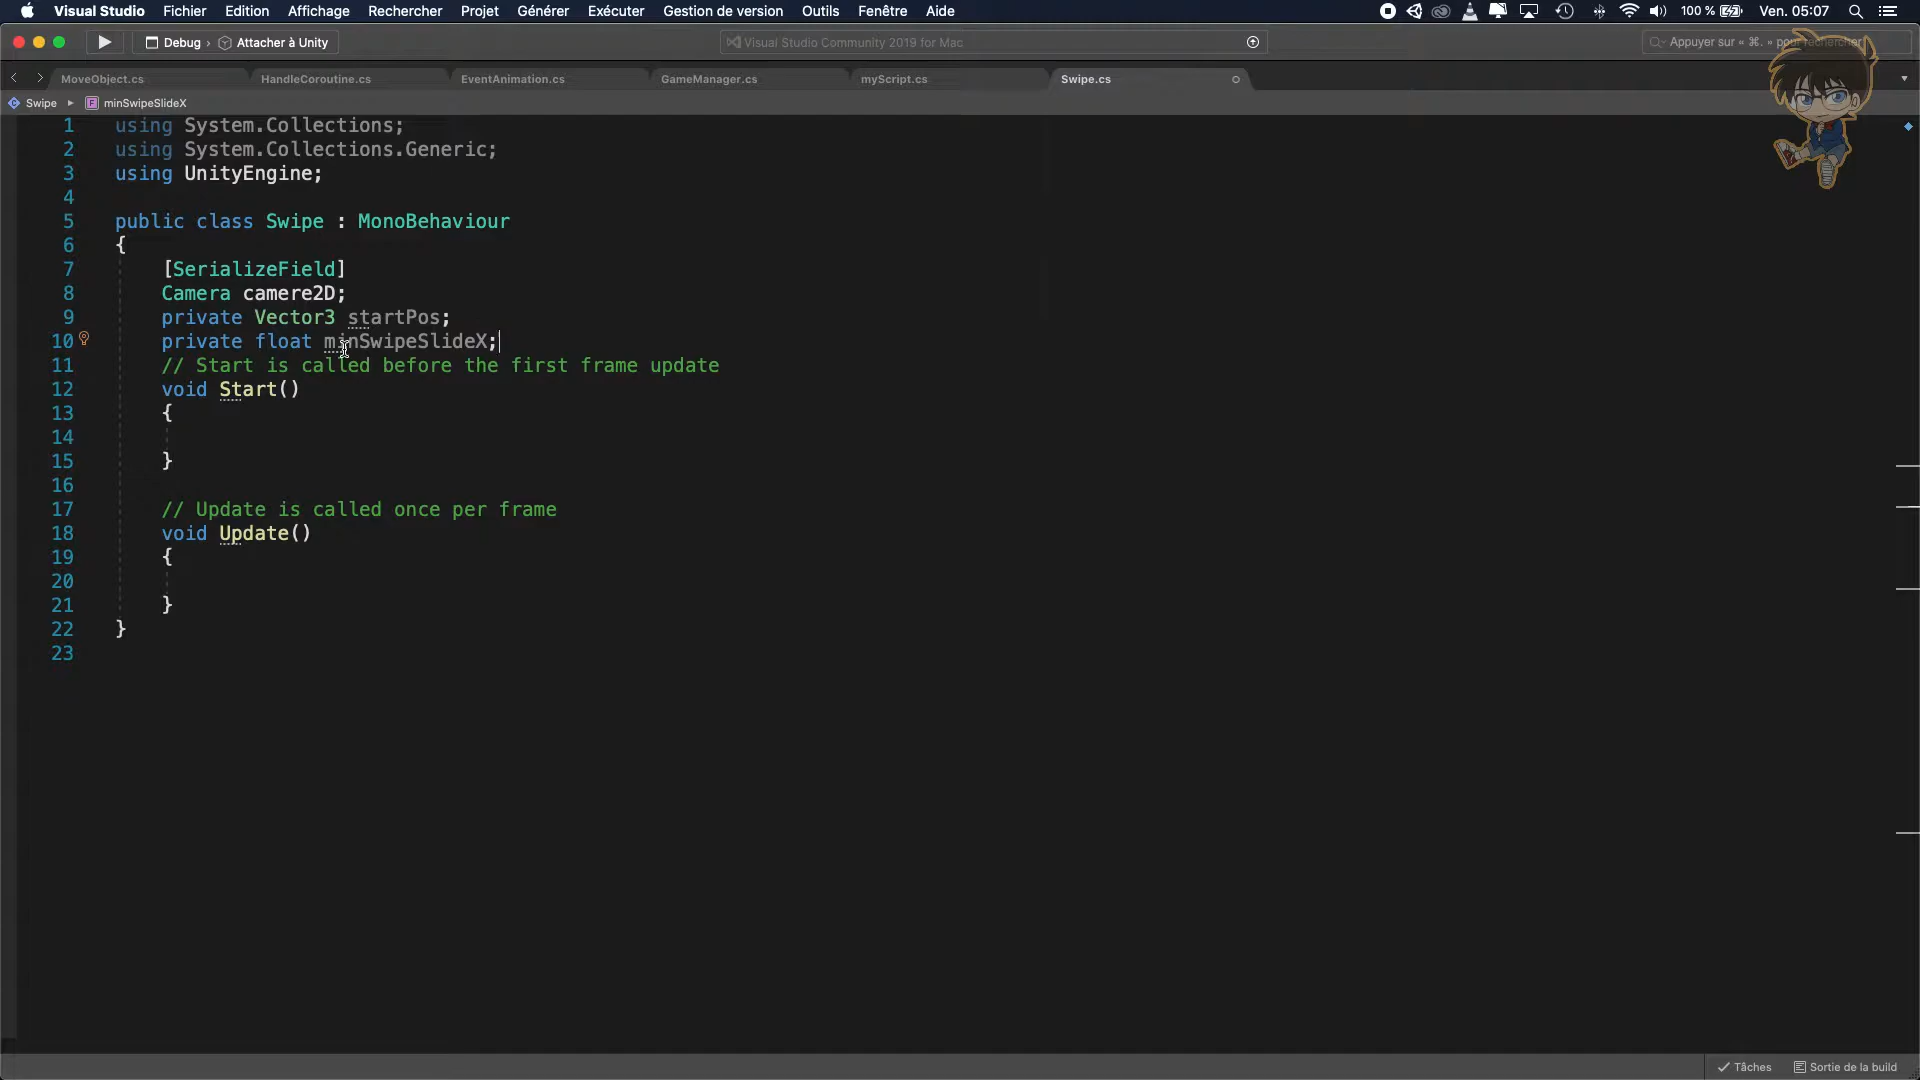 Visual Studio Fichier Edition Affichage Rechercher Projet Générer Exécuter Gestion de version Outils Fenêtre Aide 100 % Ven. 05:07
Debug › Attacher à Unity Visual Studio Community 2019 for Mac Appuyer sur « ⌘. » pour rechercher
MoveObject.cs HandleCoroutine.cs EventAnimation.cs GameManager.cs myScript.cs Swipe.cs
Swipe ▸ F minSwipeSlideX
1 using System.Collections;
2 using System.Collections.Generic;
3 using UnityEngine;
4
5 public class Swipe : MonoBehaviour
6 {
7 [SerializeField]
8 Camera camere2D;
9 private Vector3 startPos;
10 private float minSwipeSlideX;
11 // Start is called before the first frame update
12 void Start()
13 {
14
15 }
16
17 // Update is called once per frame
18 void Update()
19 {
20
21 }
22 }
23
Tâches Sortie de la build